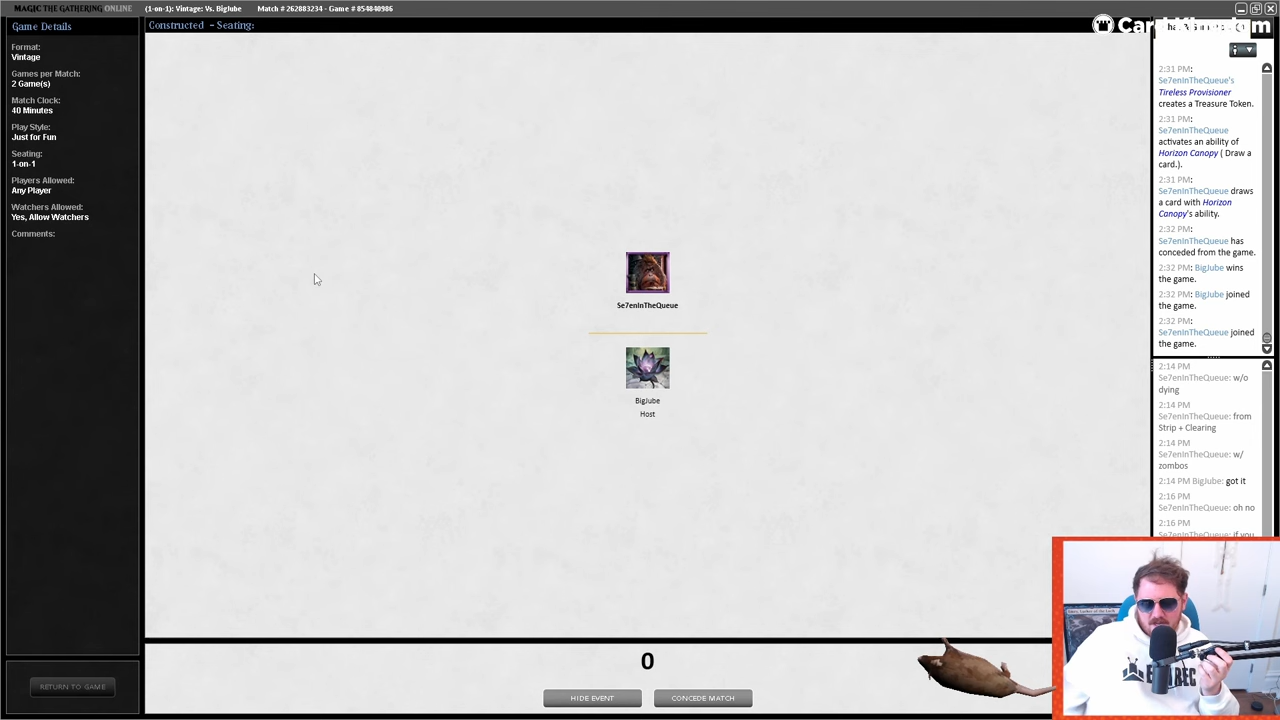 MAGIC THE GATHERING ONLINE
(1-on-1): Vintage: Vs. BigJube
Match # 262883234 - Game # 854840986
Game Details
Constructed - Seating:
Format:
Vintage
Games per Match:
2 Game(s)
Match Clock:
40 Minutes
Play Style:
Just for Fun
Seating:
1-on-1
Players Allowed:
Any Player
Watchers Allowed:
Yes, Allow Watchers
Comments:
RETURN TO GAME
Se7enInTheQueue
BigJube
Host
0
HIDE EVENT
CONCEDE MATCH
2:31 PM:
Se7enInTheQueue's
Tireless Provisioner
creates a Treasure Token.
2:31 PM:
Se7enInTheQueue
activates an ability of
Horizon Canopy ( Draw a
card.).
2:31 PM:
Se7enInTheQueue draws
a card with Horizon
Canopy's ability.
2:32 PM:
Se7enInTheQueue has
conceded from the game.
2:32 PM: BigJube wins
the game.
2:32 PM: BigJube joined
the game.
2:32 PM:
Se7enInTheQueue joined
the game.
2:14 PM
Se7enInTheQueue: w/o
dying
2:14 PM
Se7enInTheQueue: from
Strip + Clearing
2:14 PM
Se7enInTheQueue: w/
zombos
2:14 PM BigJube: got it
2:16 PM
Se7enInTheQueue: oh no
2:16 PM
Se7enInTheQueue: if you